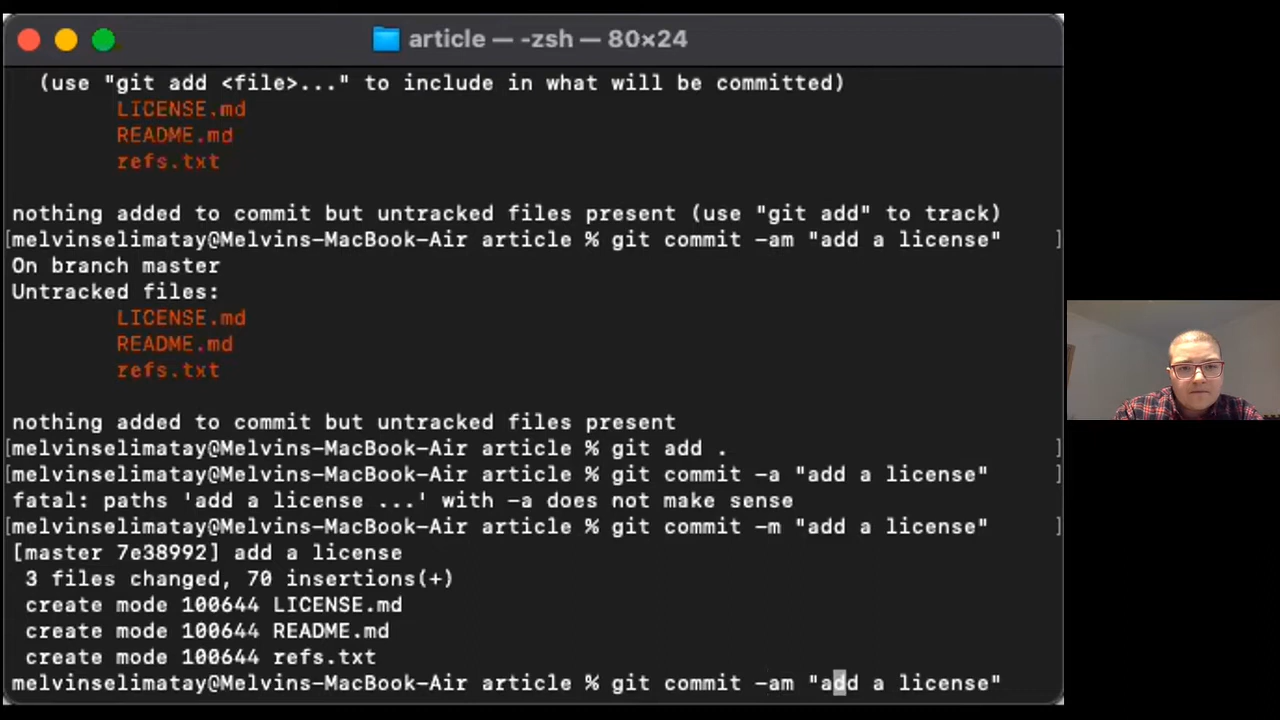 article — -zsh — 80×24
(use "git add <file>..." to include in what will be committed)
LICENSE.md
README.md
refs.txt
nothing added to commit but untracked files present (use "git add" to track)
[melvinselimatay@Melvins-MacBook-Air article % git commit -am "add a license" ]
On branch master
Untracked files:
LICENSE.md
README.md
refs.txt
nothing added to commit but untracked files present
[melvinselimatay@Melvins-MacBook-Air article % git add . ]
[melvinselimatay@Melvins-MacBook-Air article % git commit -a "add a license" ]
fatal: paths 'add a license ...' with -a does not make sense
[melvinselimatay@Melvins-MacBook-Air article % git commit -m "add a license" ]
[master 7e38992] add a license
3 files changed, 70 insertions(+)
create mode 100644 LICENSE.md
create mode 100644 README.md
create mode 100644 refs.txt
melvinselimatay@Melvins-MacBook-Air article % git commit -am "add a license"